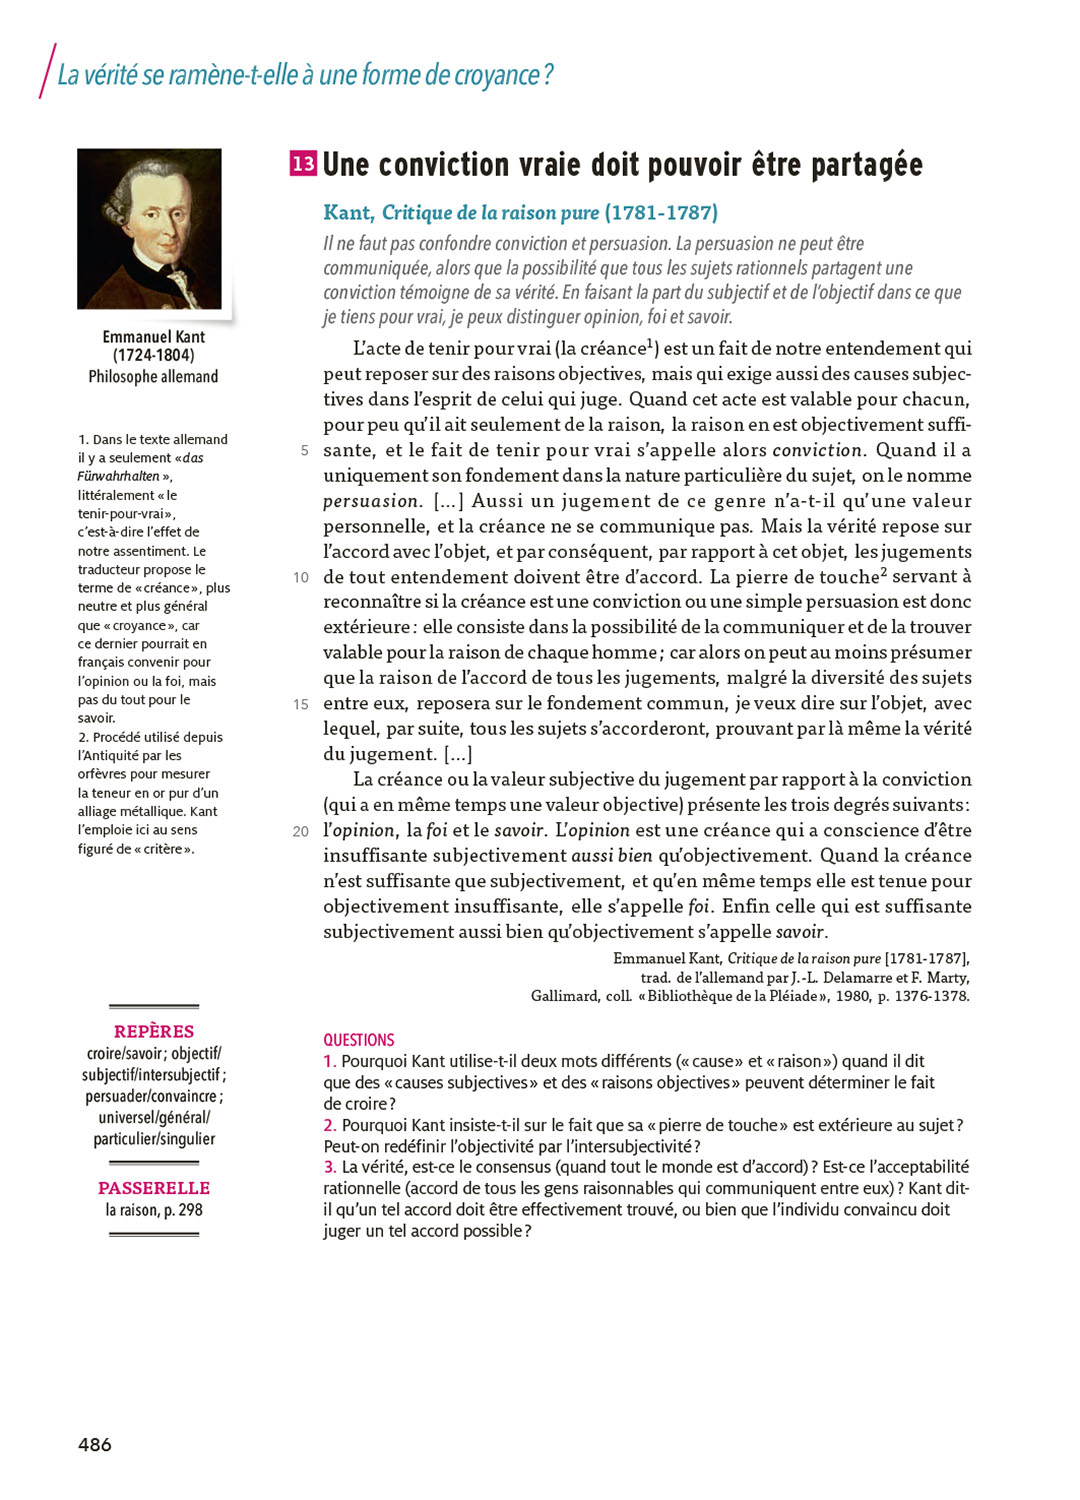 La vérité se ramène-t-elle à une forme de croyance ?
13 Une conviction vraie doit pouvoir être partagée
Kant, Critique de la raison pure (1781-1787)
Il ne faut pas confondre conviction et persuasion. La persuasion ne peut être
communiquée, alors que la possibilité que tous les sujets rationnels partagent une
conviction témoigne de sa vérité. En faisant la part du subjectif et de l'objectif dans ce que
je tiens pour vrai, je peux distinguer opinion, foi et savoir.
Emmanuel Kant
(1724-1804)
Philosophe allemand
L'acte de tenir pour vrai (la créance1) est un fait de notre entendement qui
peut reposer sur des raisons objectives, mais qui exige aussi des causes subjec-
tives dans l'esprit de celui qui juge. Quand cet acte est valable pour chacun,
pour peu qu'il ait seulement de la raison, la raison en est objectivement suffi-
5 sante, et le fait de tenir pour vrai s'appelle alors conviction. Quand il a
uniquement son fondement dans la nature particulière du sujet, on le nomme
persuasion. [...] Aussi un jugement de ce genre n'a-t-il qu'une valeur
personnelle, et la créance ne se communique pas. Mais la vérité repose sur
l'accord avec l'objet, et par conséquent, par rapport à cet objet, les jugements
10 de tout entendement doivent être d'accord. La pierre de touche2 servant à
reconnaître si la créance est une conviction ou une simple persuasion est donc
extérieure : elle consiste dans la possibilité de la communiquer et de la trouver
valable pour la raison de chaque homme ; car alors on peut au moins présumer
que la raison de l'accord de tous les jugements, malgré la diversité des sujets
15 entre eux, reposera sur le fondement commun, je veux dire sur l'objet, avec
lequel, par suite, tous les sujets s'accorderont, prouvant par là même la vérité
du jugement. [...]
La créance ou la valeur subjective du jugement par rapport à la conviction
(qui a en même temps une valeur objective) présente les trois degrés suivants :
20 l'opinion, la foi et le savoir. L'opinion est une créance qui a conscience d'être
insuffisante subjectivement aussi bien qu'objectivement. Quand la créance
n'est suffisante que subjectivement, et qu'en même temps elle est tenue pour
objectivement insuffisante, elle s'appelle foi. Enfin celle qui est suffisante
subjectivement aussi bien qu'objectivement s'appelle savoir.
Emmanuel Kant, Critique de la raison pure [1781-1787],
trad. de l'allemand par J.-L. Delamarre et F. Marty,
Gallimard, coll. « Bibliothèque de la Pléiade », 1980, p. 1376-1378.
1. Dans le texte allemand
il y a seulement « das
Fürwahrhalten »,
littéralement « le
tenir-pour-vrai »,
c'est-à-dire l'effet de
notre assentiment. Le
traducteur propose le
terme de « créance », plus
neutre et plus général
que « croyance », car
ce dernier pourrait en
français convenir pour
l'opinion ou la foi, mais
pas du tout pour le
savoir.
2. Procédé utilisé depuis
l'Antiquité par les
orfèvres pour mesurer
la teneur en or pur d'un
alliage métallique. Kant
l'emploie ici au sens
figuré de « critère ».
REPÈRES
croire/savoir ; objectif/
subjectif/intersubjectif ;
persuader/convaincre ;
universel/général/
particulier/singulier
PASSERELLE
la raison, p. 298
QUESTIONS
1. Pourquoi Kant utilise-t-il deux mots différents (« cause » et « raison ») quand il dit
que des « causes subjectives » et des « raisons objectives » peuvent déterminer le fait
de croire ?
2. Pourquoi Kant insiste-t-il sur le fait que sa « pierre de touche » est extérieure au sujet ?
Peut-on redéfinir l'objectivité par l'intersubjectivité ?
3. La vérité, est-ce le consensus (quand tout le monde est d'accord) ? Est-ce l'acceptabilité
rationnelle (accord de tous les gens raisonnables qui communiquent entre eux) ? Kant dit-
il qu'un tel accord doit être effectivement trouvé, ou bien que l'individu convaincu doit
juger un tel accord possible ?
486